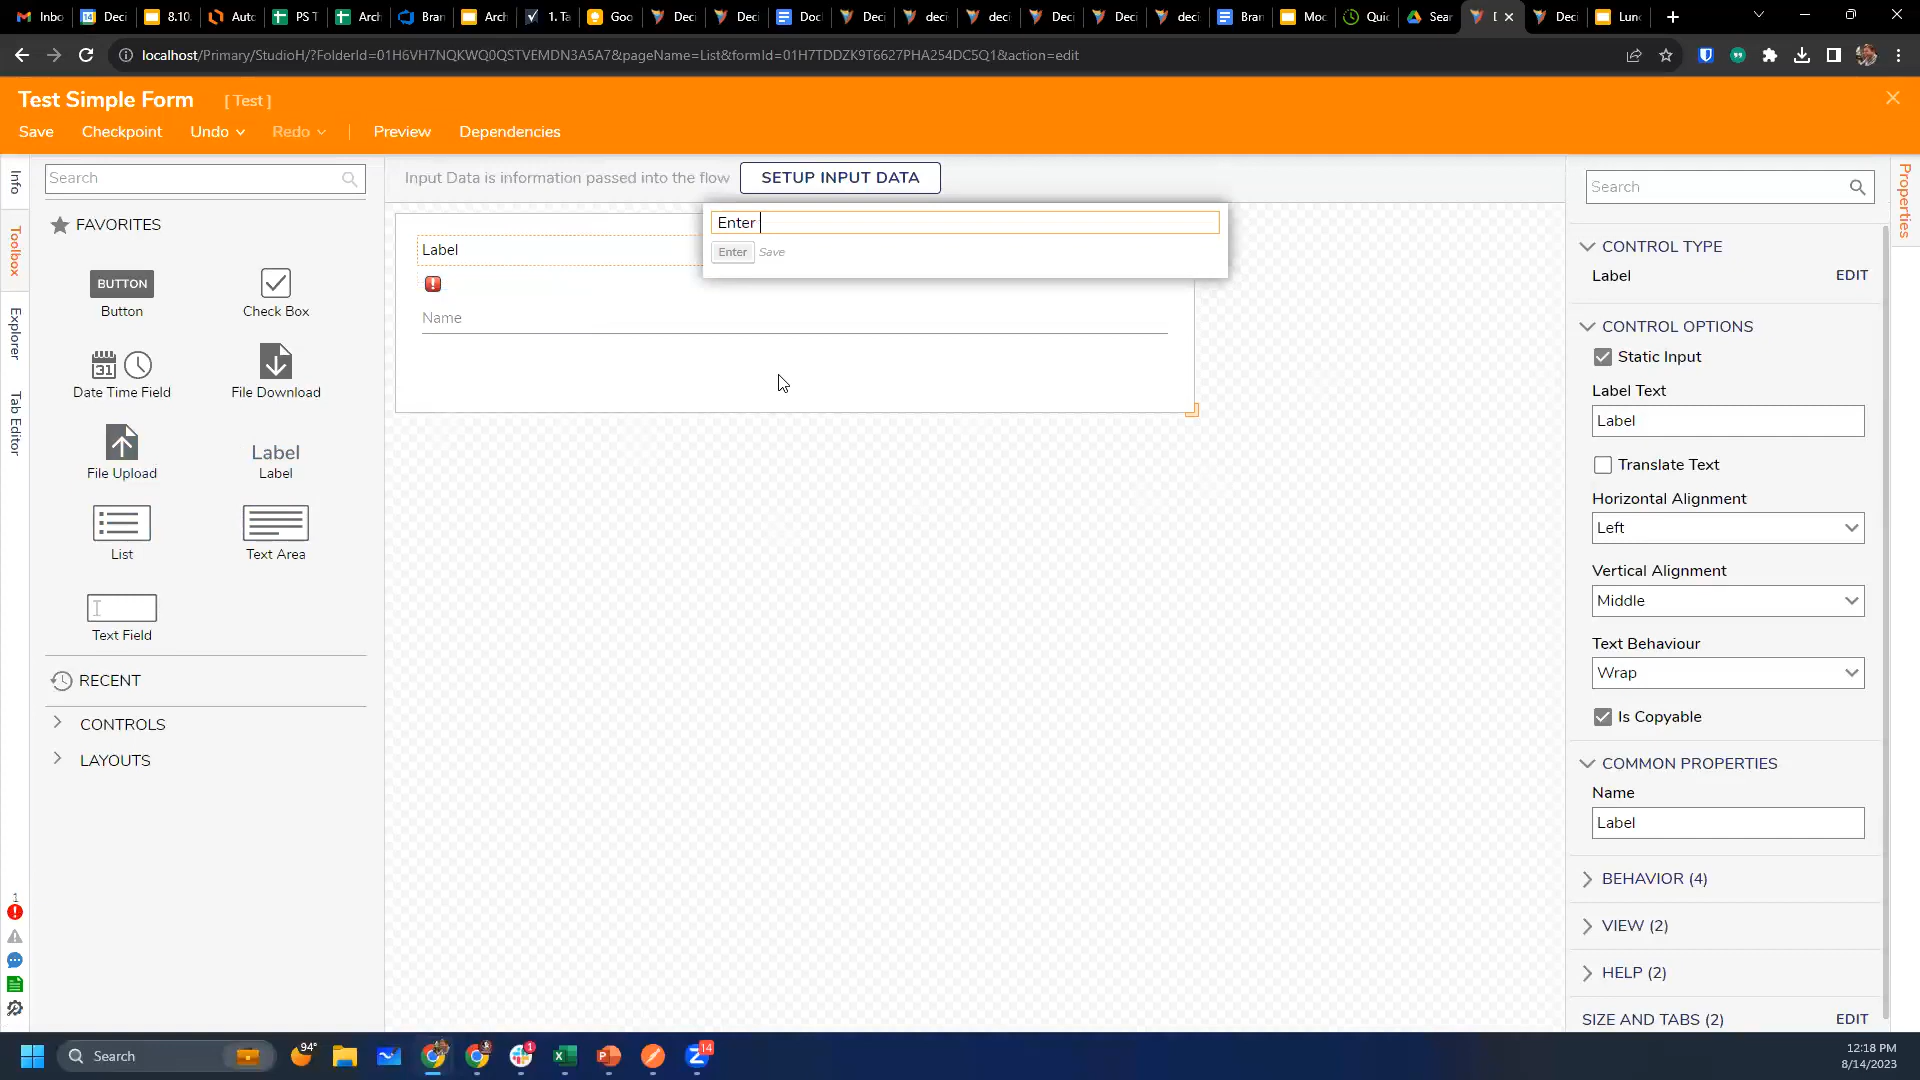 Inbo
Deci
8.10.
Auto
PS T
Arch
Bran
Arch
1. Ta
Goo
Deci
Deci
Docl
Deci
deci
deci
Deci
Deci
deci
Bran
Moc
Quic
Sear
Deci
Lunc
localhost/Primary/StudioH/?FolderId=01H6VH7NQKWQ0QSTVEMDN3A5A7&pageName=List&formId=01H7TDDZK9T6627PHA254DC5Q1&action=edit
Test Simple Form [ Test ]
Save Checkpoint Undo Redo Preview Dependencies
Info
Toolbox
Explorer
Tab Editor
1
Search
FAVORITES
BUTTON
Button
Check Box
31
Date Time Field
File Download
File Upload
Label
Label
List
Text Area
Text Field
RECENT
CONTROLS
LAYOUTS
Input Data is information passed into the flow
SETUP INPUT DATA
Enter
Enter Save
Label
Name
Properties
Search
CONTROL TYPE
Label EDIT
CONTROL OPTIONS
Static Input
Label Text
Label
Translate Text
Horizontal Alignment
Left
Vertical Alignment
Middle
Text Behaviour
Wrap
Is Copyable
COMMON PROPERTIES
Name
Label
BEHAVIOR (4)
VIEW (2)
HELP (2)
SIZE AND TABS (2) EDIT
Search
94°
1
14
12:18 PM
8/14/2023